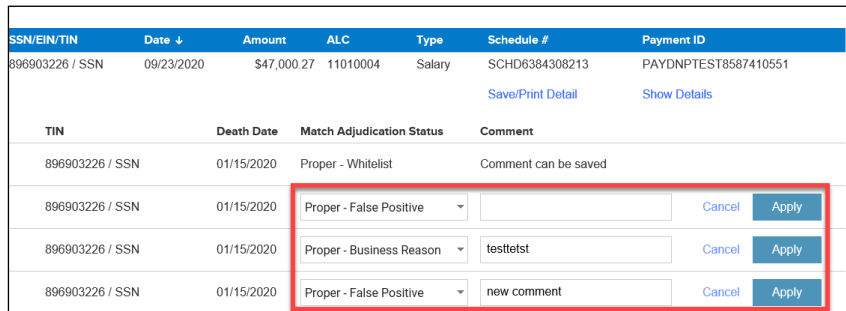 SSN/EIN/TIN Date ↓ Amount ALC Type Schedule # Payment ID
896903226 / SSN 09/23/2020 $47,000.27 11010004 Salary SCHD6384308213 PAYDNPTEST8587410551
Save/Print Detail Show Details
TIN Death Date Match Adjudication Status Comment
896903226 / SSN 01/15/2020 Proper - Whitelist Comment can be saved
896903226 / SSN 01/15/2020 Proper - False Positive Cancel Apply
896903226 / SSN 01/15/2020 Proper - Business Reason testtetst Cancel Apply
896903226 / SSN 01/15/2020 Proper - False Positive new comment Cancel Apply